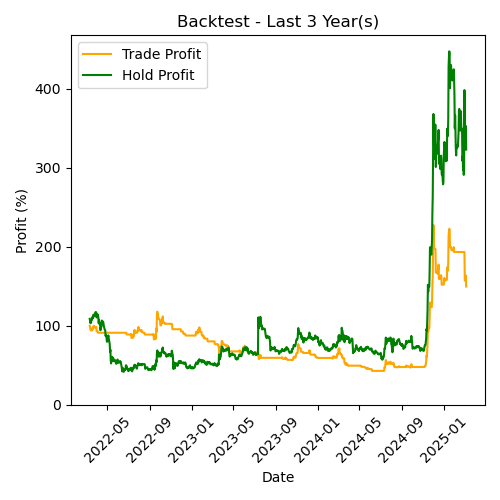 Backtest - Last 3 Year(s)
Trade Profit
Hold Profit
Profit (%)
400
300
200
100
0
2022-05
2022-09
2023-01
2023-05
2023-09
2024-01
2024-05
2024-09
2025-01
Date